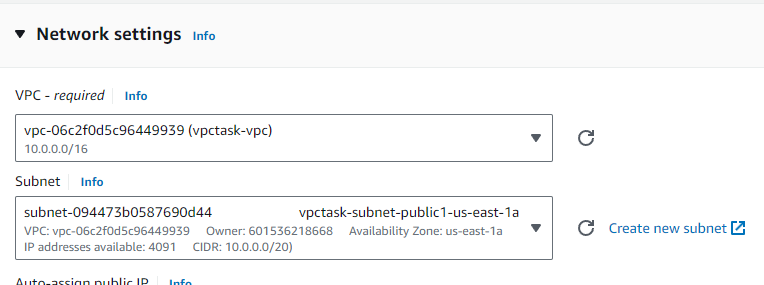 Network settings Info
VPC - required Info
vpc-06c2f0d5c96449939 (vpctask-vpc)
10.0.0.0/16
Subnet Info
subnet-094473b0587690d44 vpctask-subnet-public1-us-east-1a
VPC: vpc-06c2f0d5c96449939 Owner: 601536218668 Availability Zone: us-east-1a
IP addresses available: 4091 CIDR: 10.0.0.0/20)
Create new subnet
Auto-assign public IP Info